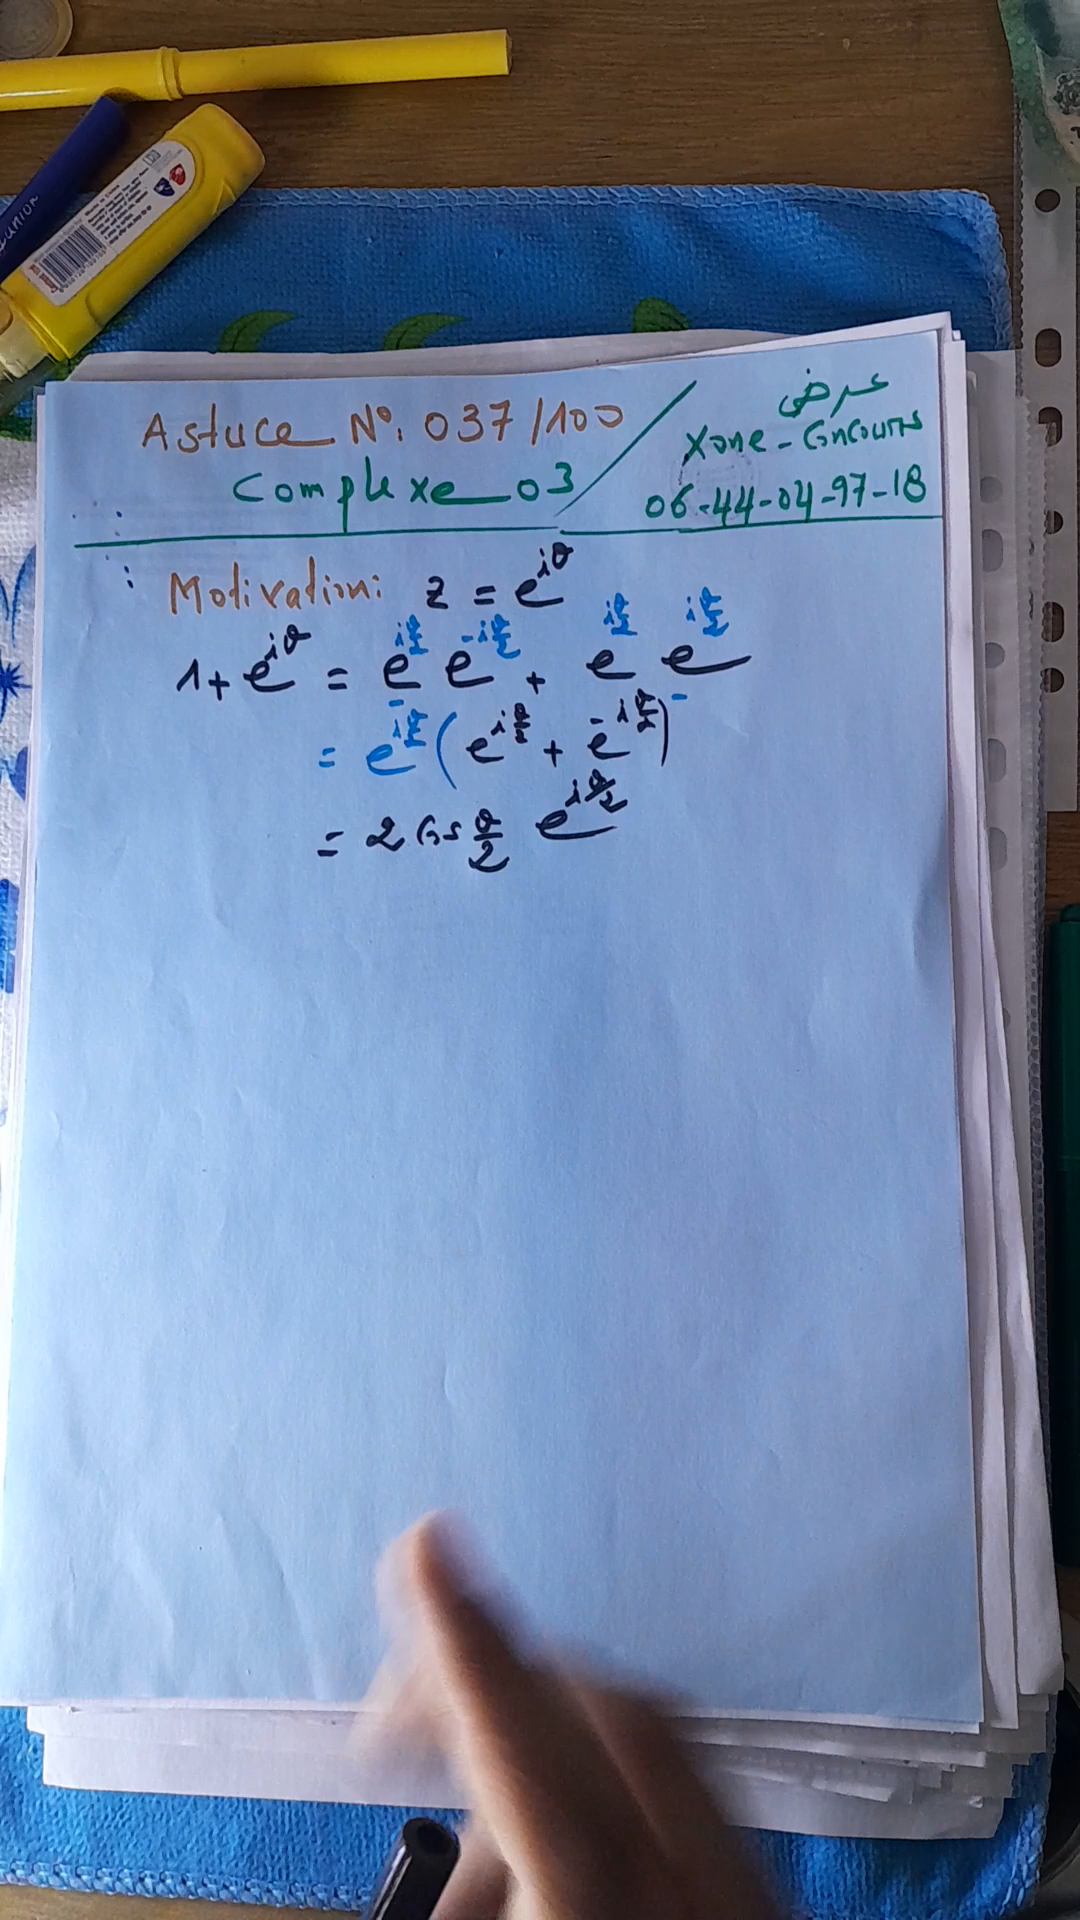 Astuce N°. 037/100
Complexe 03
عرضي
Xone - Concours
06-44-04-97-18
Motivation: z = e^{iθ}
1 + e^{iθ} = e^{iθ/2} e^{-iθ/2} + e^{iθ/2} e^{iθ/2}
= e^{iθ/2} ( e^{iθ/2} + e^{-iθ/2} )
= 2 cos θ/2 e^{iθ/2}